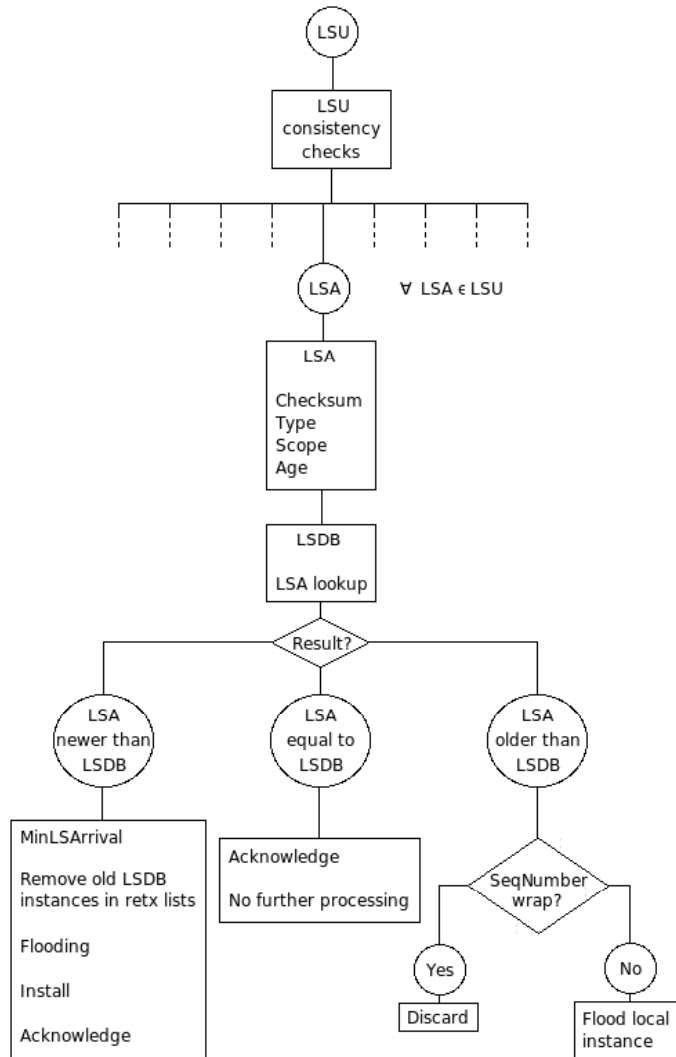 LSU
LSU
consistency
checks
LSA
∀ LSA ϵ LSU
LSA
Checksum
Type
Scope
Age
LSDB
LSA lookup
Result?
LSA
newer than
LSDB
LSA
equal to
LSDB
LSA
older than
LSDB
MinLSArrival
Remove old LSDB
instances in retx lists
Flooding
Install
Acknowledge
Acknowledge
No further processing
SeqNumber
wrap?
Yes
No
Discard
Flood local
instance